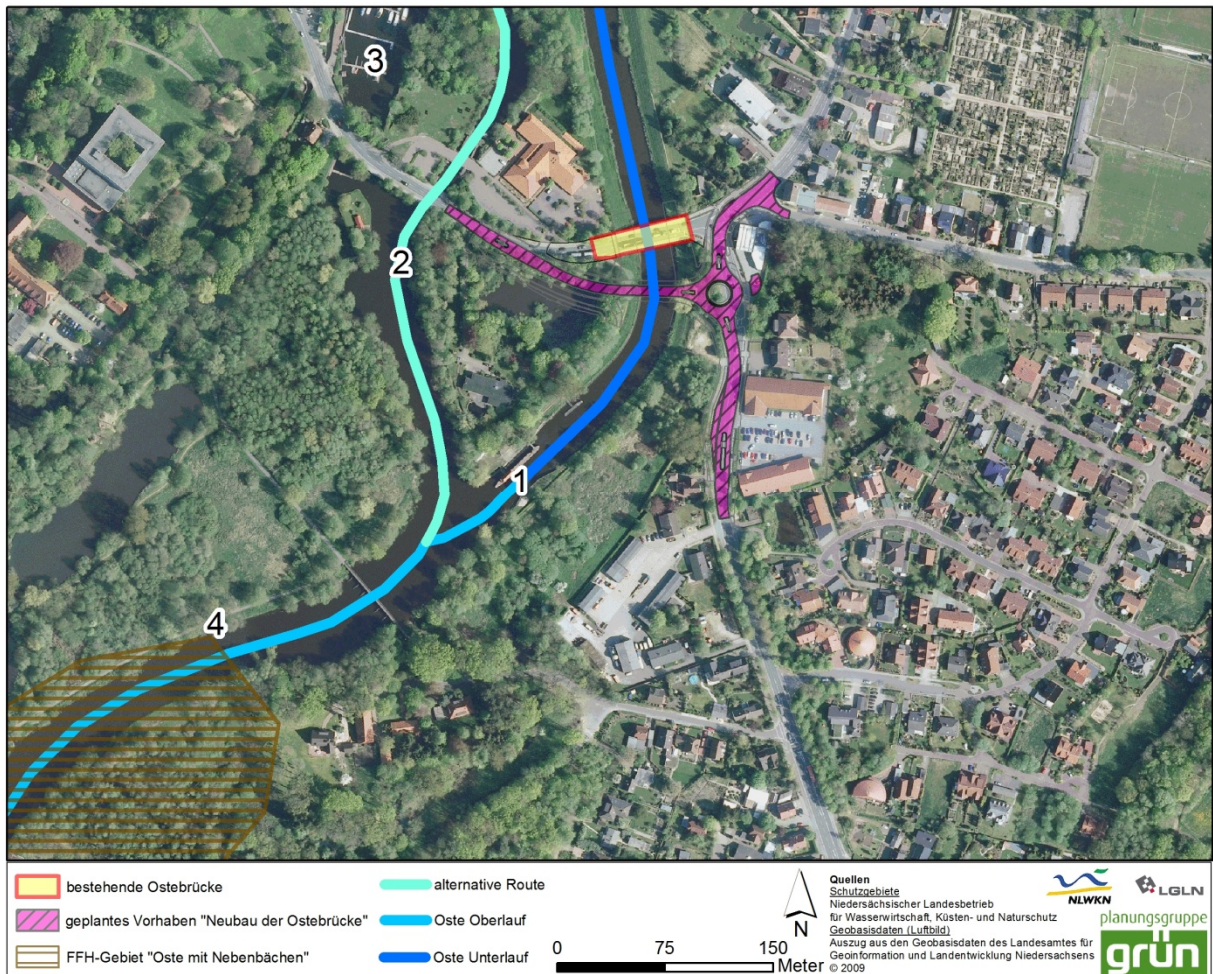 3
2
1
4
bestehende Ostebrücke
geplantes Vorhaben "Neubau der Ostebrücke"
FFH-Gebiet "Oste mit Nebenbächen"
alternative Route
Oste Oberlauf
Oste Unterlauf
0 75 150
Meter
N
Quellen
Schutzgebiete
Niedersächsischer Landesbetrieb
für Wasserwirtschaft, Küsten- und Naturschutz
Geobasisdaten (Luftbild)
Auszug aus den Geobasisdaten des Landesamtes für
Geoinformation und Landentwicklung Niedersachsens
© 2009
NLWKN
LGLN
planungsgruppe
grün